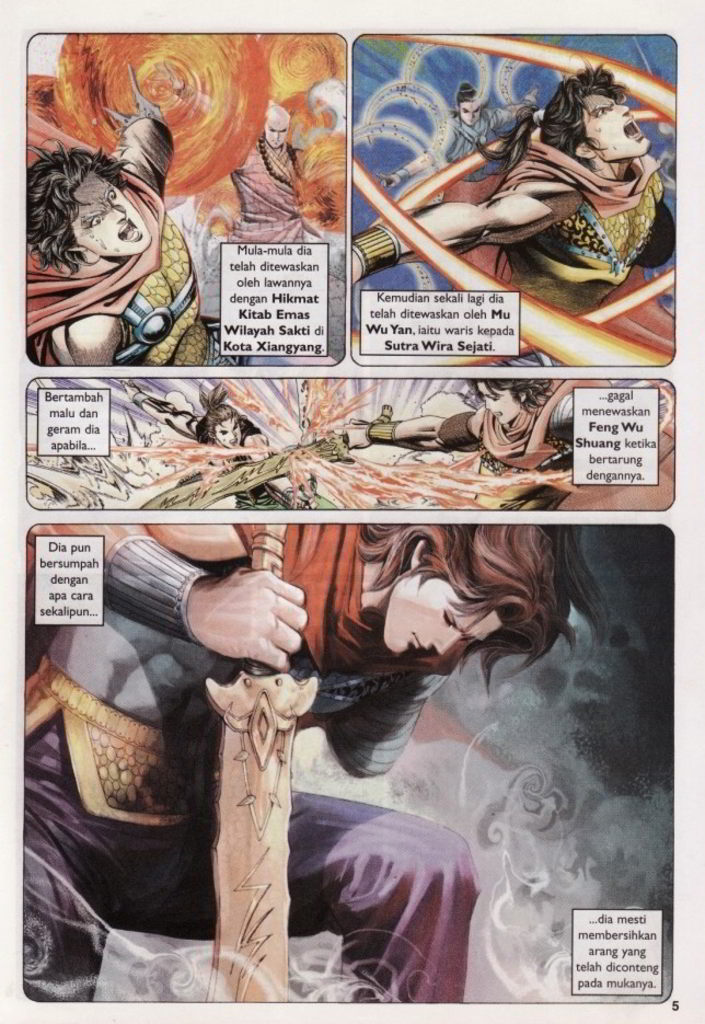 Mula-mula dia
telah ditewaskan
oleh lawannya
dengan Hikmat
Kitab Emas
Wilayah Sakti di
Kota Xiangyang.
Kemudian sekali lagi dia
telah ditewaskan oleh Mu
Wu Yan, iaitu waris kepada
Sutra Wira Sejati.
Bertambah
malu dan
geram dia
apabila...
...gagal
menewaskan
Feng Wu
Shuang ketika
bertarung
dengannya.
Dia pun
bersumpah
dengan
apa cara
sekalipun...
...dia mesti
membersihkan
arang yang
telah diconteng
pada mukanya.
5